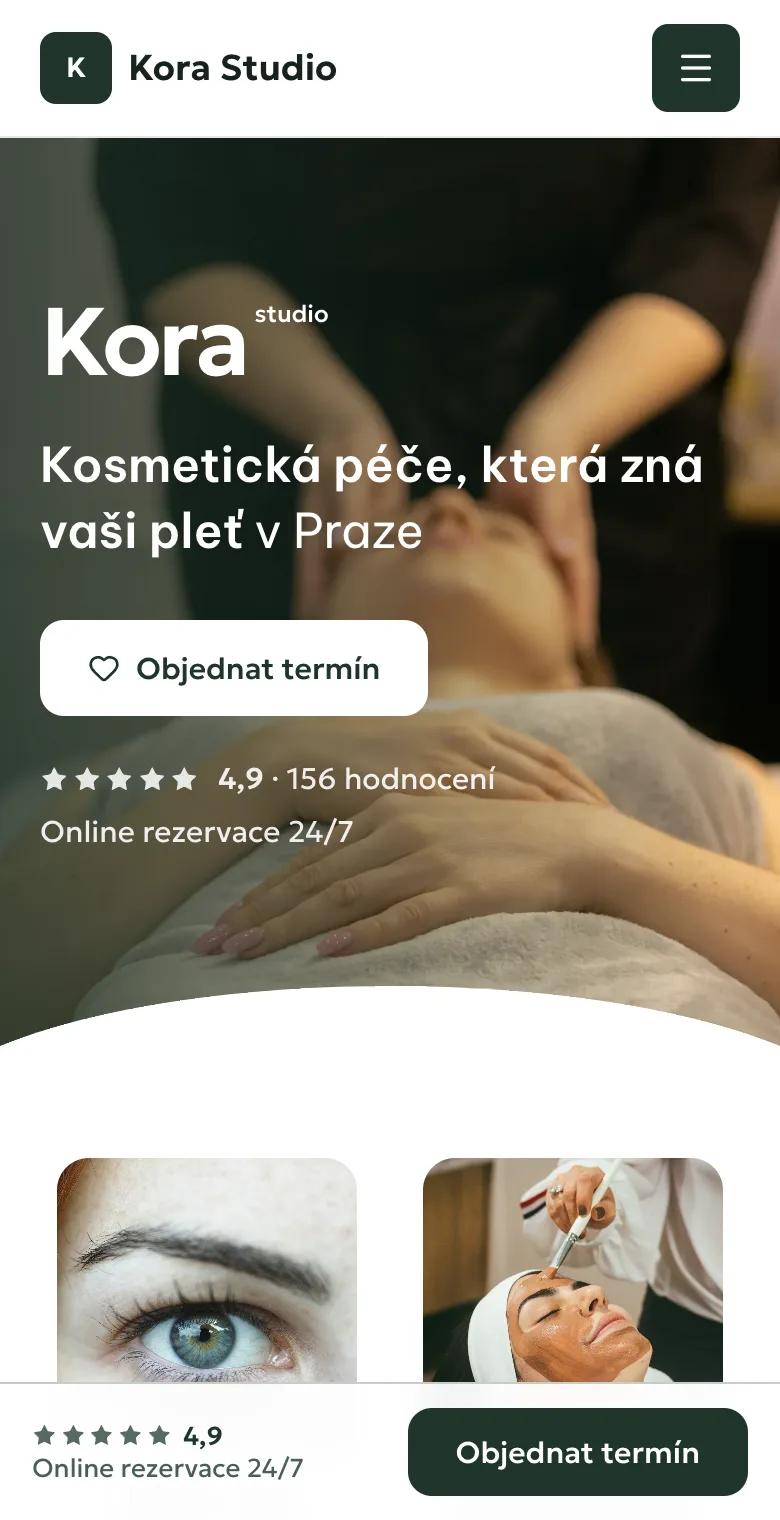 K
Kora Studio
Kora studio
Kosmetická péče, která zná
vaši pleť v Praze
Objednat termín
4,9 · 156 hodnocení
Online rezervace 24/7
4,9
Online rezervace 24/7
Objednat termín